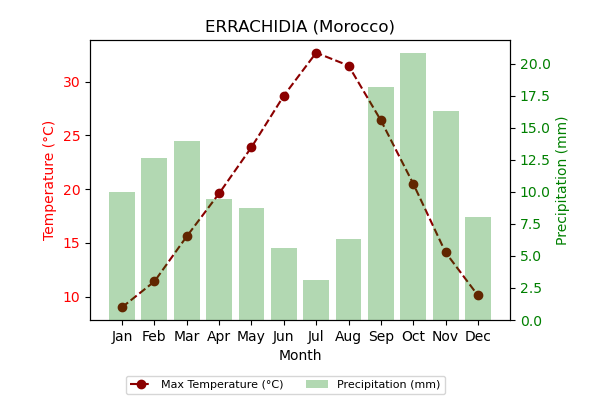 ERRACHIDIA (Morocco)
Temperature (°C)
30
25
20
15
10
20.0
17.5
15.0
12.5
10.0
7.5
5.0
2.5
0.0
Precipitation (mm)
Jan Feb Mar Apr May Jun Jul Aug Sep Oct Nov Dec
Month
Max Temperature (°C) Precipitation (mm)